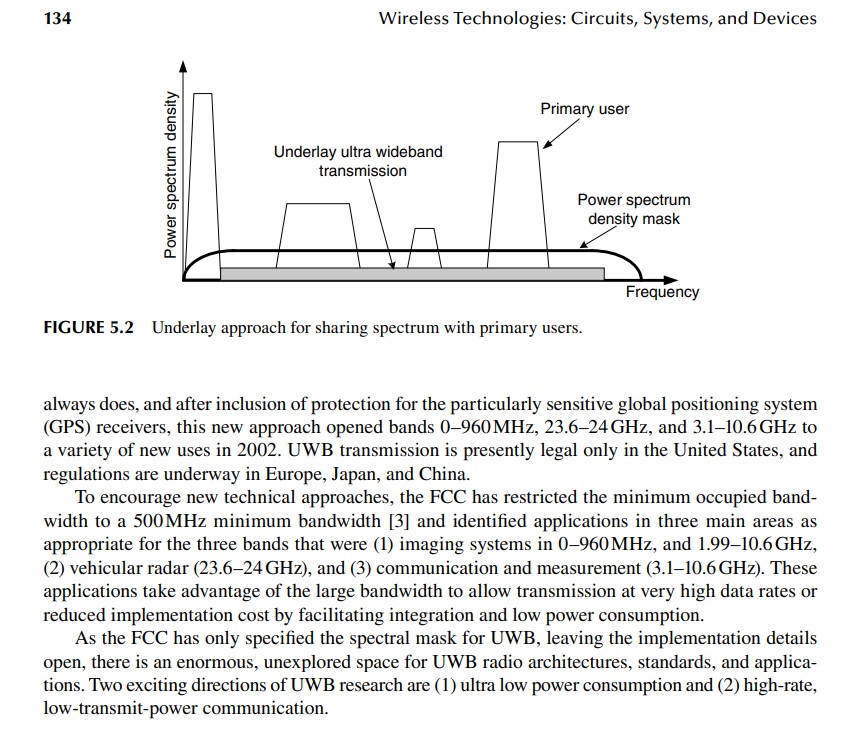 134
Wireless Technologies: Circuits, Systems, and Devices
Power spectrum density
Primary user
Underlay ultra wideband
transmission
Power spectrum
density mask
Frequency
FIGURE 5.2 Underlay approach for sharing spectrum with primary users.
always does, and after inclusion of protection for the particularly sensitive global positioning system
(GPS) receivers, this new approach opened bands 0–960 MHz, 23.6–24 GHz, and 3.1–10.6 GHz to
a variety of new uses in 2002. UWB transmission is presently legal only in the United States, and
regulations are underway in Europe, Japan, and China.
To encourage new technical approaches, the FCC has restricted the minimum occupied band-
width to a 500 MHz minimum bandwidth [3] and identified applications in three main areas as
appropriate for the three bands that were (1) imaging systems in 0–960 MHz, and 1.99–10.6 GHz,
(2) vehicular radar (23.6–24 GHz), and (3) communication and measurement (3.1–10.6 GHz). These
applications take advantage of the large bandwidth to allow transmission at very high data rates or
reduced implementation cost by facilitating integration and low power consumption.
As the FCC has only specified the spectral mask for UWB, leaving the implementation details
open, there is an enormous, unexplored space for UWB radio architectures, standards, and applica-
tions. Two exciting directions of UWB research are (1) ultra low power consumption and (2) high-rate,
low-transmit-power communication.